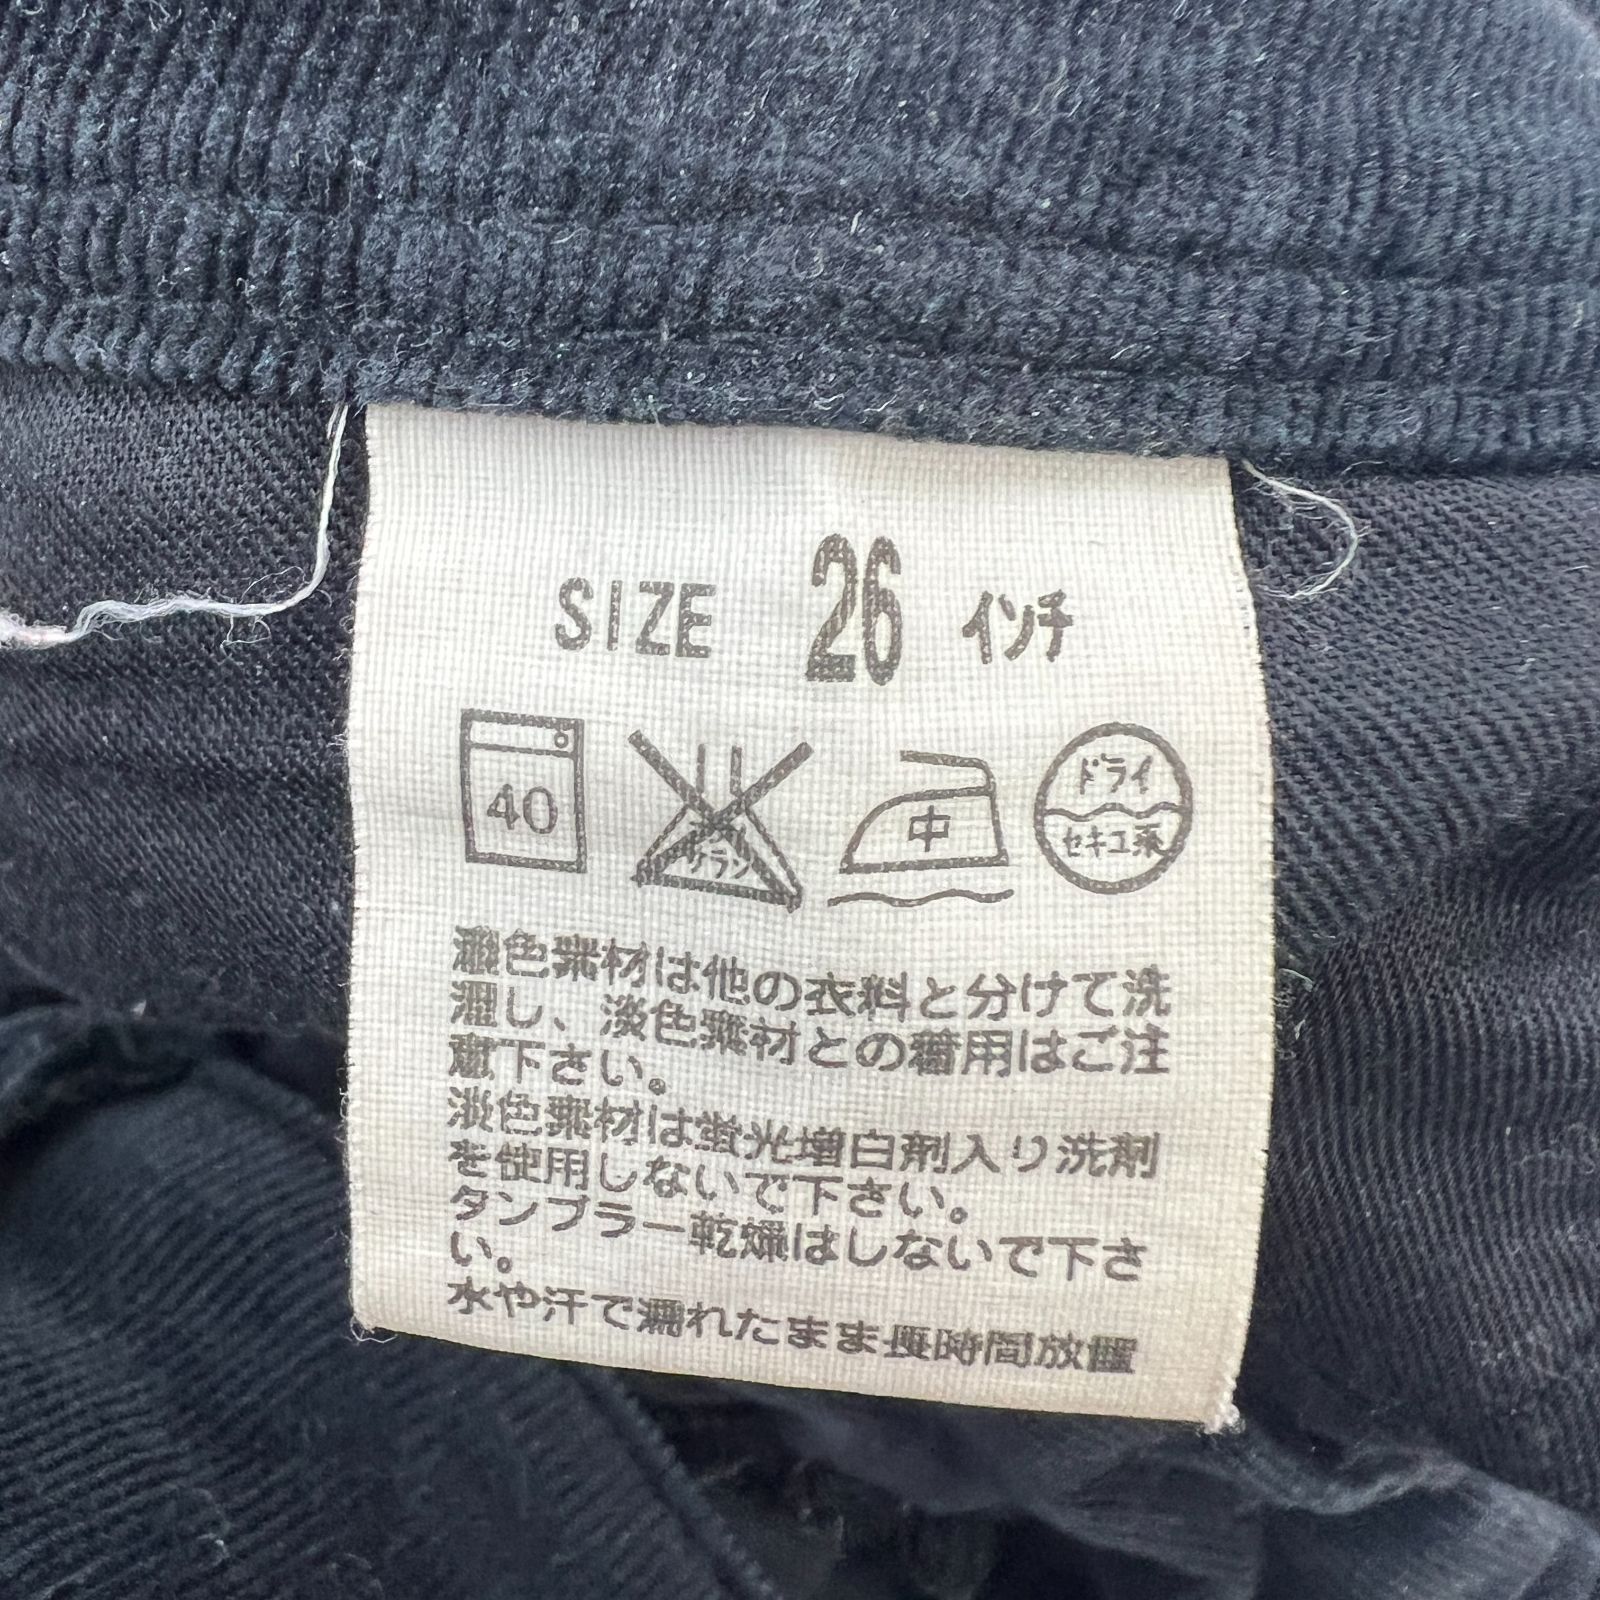 SIZE 26 インチ
40
サラシ
中
ドライ
セキユ系
濃色素材は他の衣料と分けて洗
濯し、淡色素材との着用はご注
意下さい。
淡色素材は蛍光増白剤入り洗剤
を使用しないで下さい。
タンブラー乾燥はしないで下さ
い。
水や汗で濡れたまま長時間放置